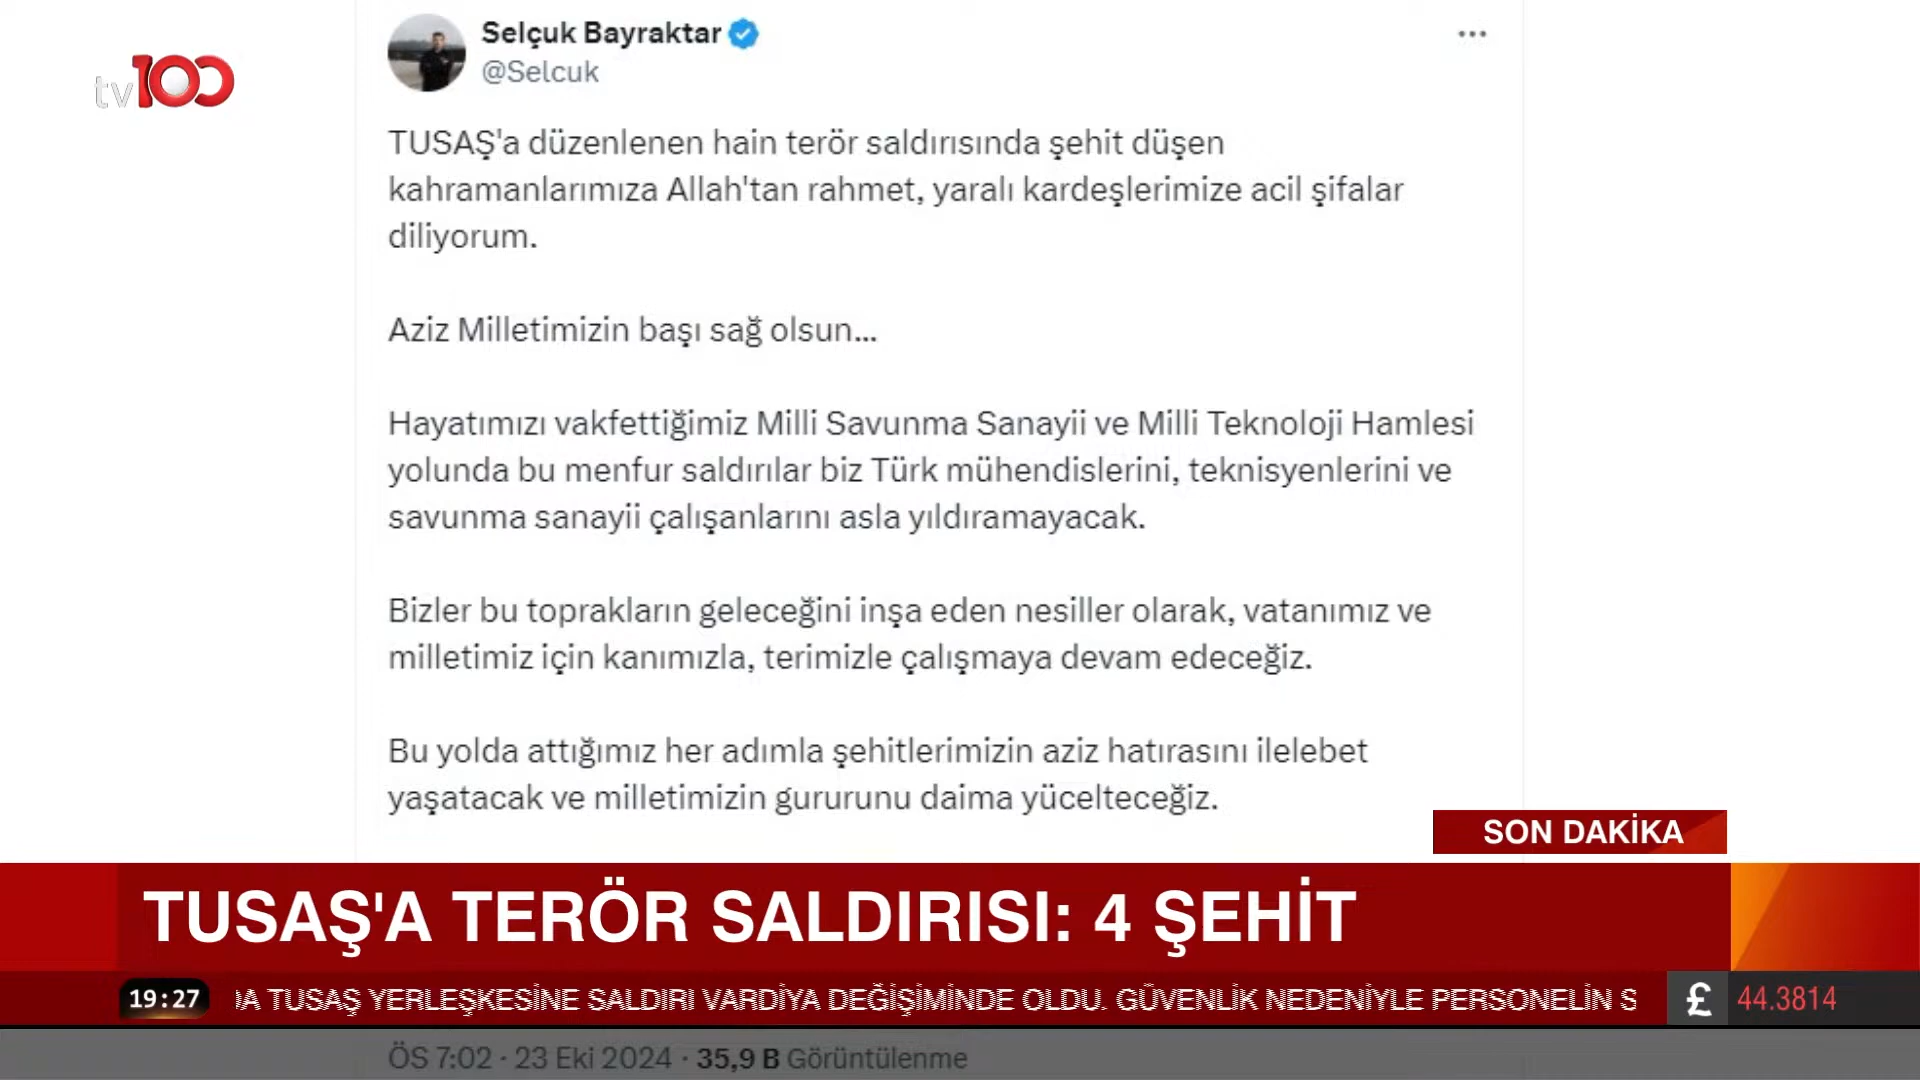 Selçuk Bayraktar
@Selcuk
tv100
TUSAŞ'a düzenlenen hain terör saldırısında şehit düşen
kahramanlarımıza Allah'tan rahmet, yaralı kardeşlerimize acil şifalar
diliyorum.
Aziz Milletimizin başı sağ olsun...
Hayatımızı vakfettiğimiz Milli Savunma Sanayii ve Milli Teknoloji Hamlesi
yolunda bu menfur saldırılar biz Türk mühendislerini, teknisyenlerini ve
savunma sanayii çalışanlarını asla yıldıramayacak.
Bizler bu toprakların geleceğini inşa eden nesiller olarak, vatanımız ve
milletimiz için kanımızla, terimizle çalışmaya devam edeceğiz.
Bu yolda attığımız her adımla şehitlerimizin aziz hatırasını ilelebet
yaşatacak ve milletimizin gururunu daima yücelteceğiz.
SON DAKİKA
TUSAŞ'A TERÖR SALDIRISI: 4 ŞEHİT
19:27 TUSAŞ YERLEŞKESİNE SALDIRI VARDİYA DEĞİŞİMİNDE OLDU. GÜVENLİK NEDENİYLE PERSONELİN £ 44.3814
ÖS 7:02 · 23 Eki 2024 · 35,9 B Görüntülenme